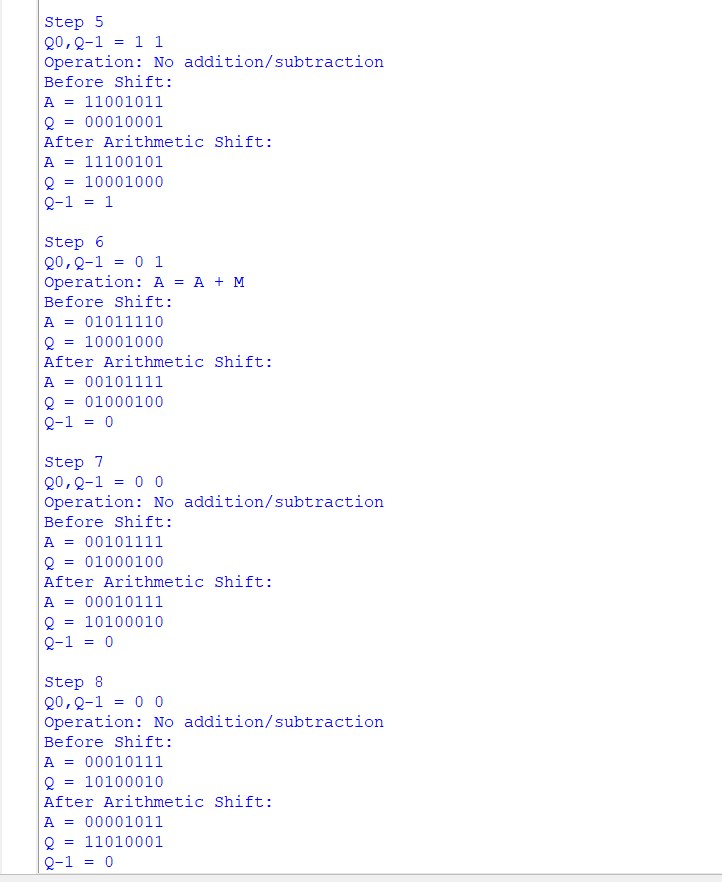 Step 5
Q0,Q-1 = 1 1
Operation: No addition/subtraction
Before Shift:
A = 11001011
Q = 00010001
After Arithmetic Shift:
A = 11100101
Q = 10001000
Q-1 = 1
Step 6
Q0,Q-1 = 0 1
Operation: A = A + M
Before Shift:
A = 01011110
Q = 10001000
After Arithmetic Shift:
A = 00101111
Q = 01000100
Q-1 = 0
Step 7
Q0,Q-1 = 0 0
Operation: No addition/subtraction
Before Shift:
A = 00101111
Q = 01000100
After Arithmetic Shift:
A = 00010111
Q = 10100010
Q-1 = 0
Step 8
Q0,Q-1 = 0 0
Operation: No addition/subtraction
Before Shift:
A = 00010111
Q = 10100010
After Arithmetic Shift:
A = 00001011
Q = 11010001
Q-1 = 0